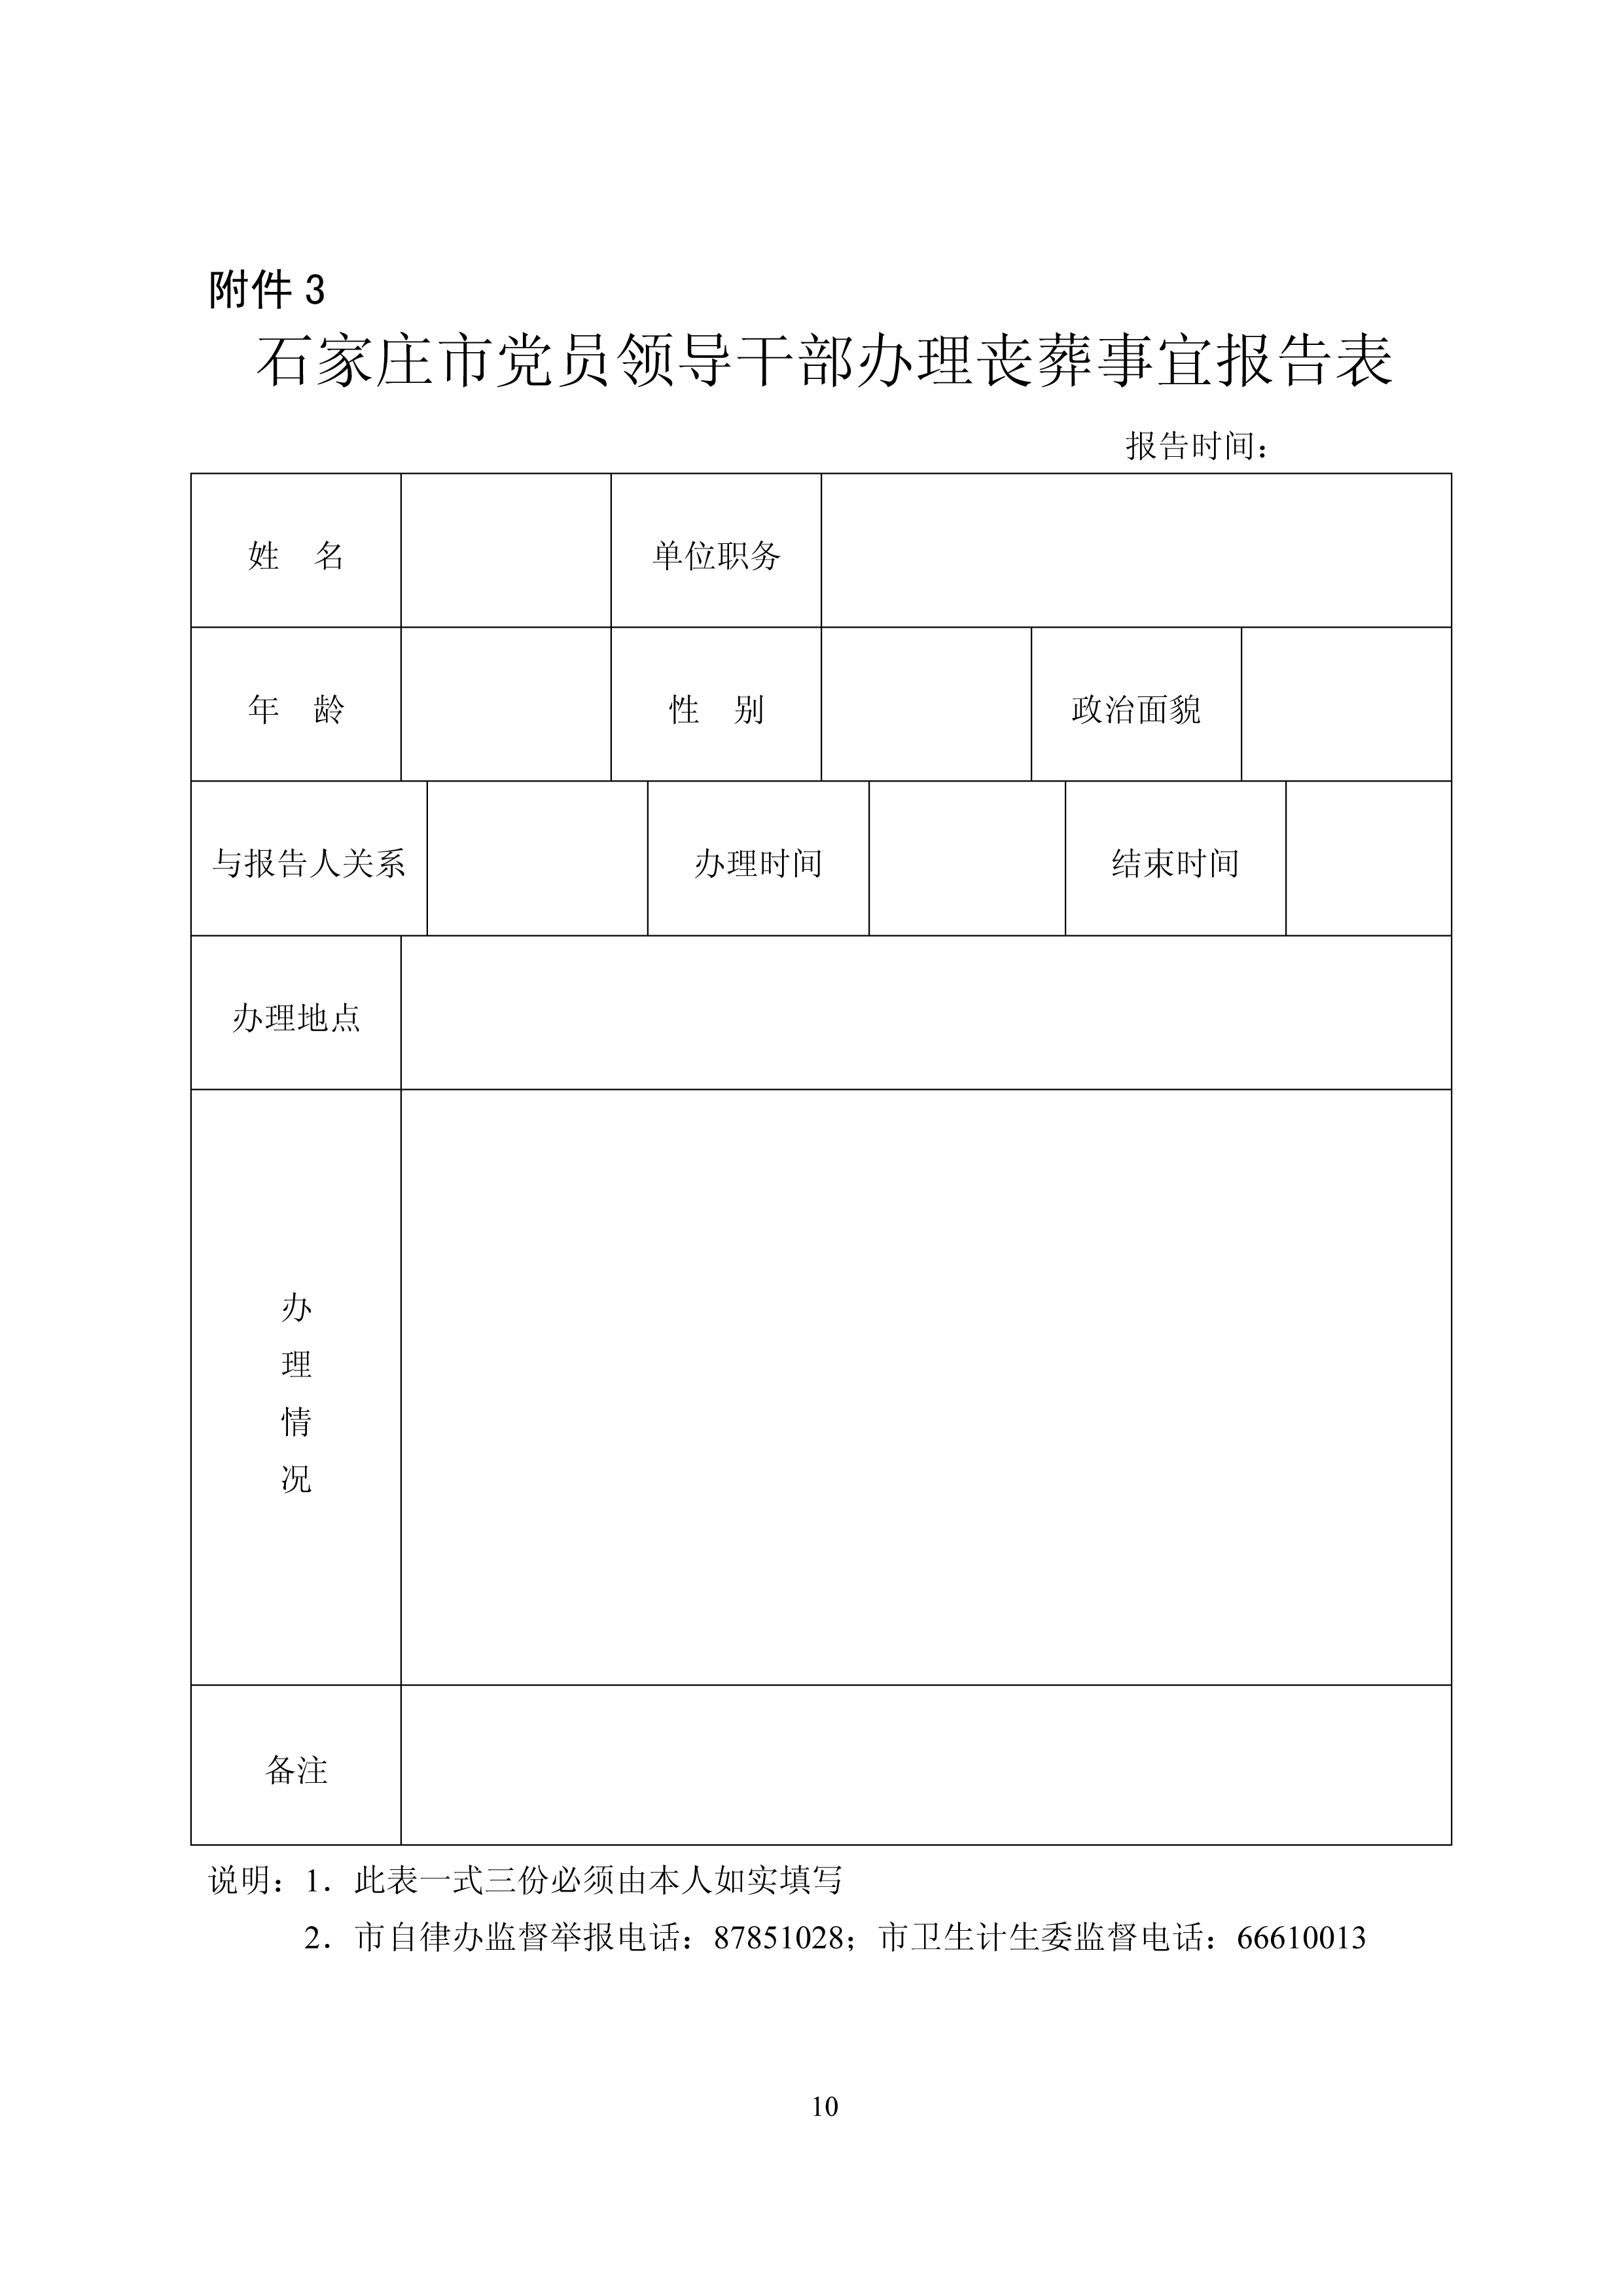 附件 3
石家庄市党员领导干部办理丧葬事宜报告表
报告时间：
姓　名　单位职务
年　龄　性　别　政治面貌
与报告人关系　办理时间　结束时间
办理地点
办
理
情
况
备注
说明：1．此表一式三份必须由本人如实填写
2．市自律办监督举报电话：87851028；市卫生计生委监督电话：66610013
10